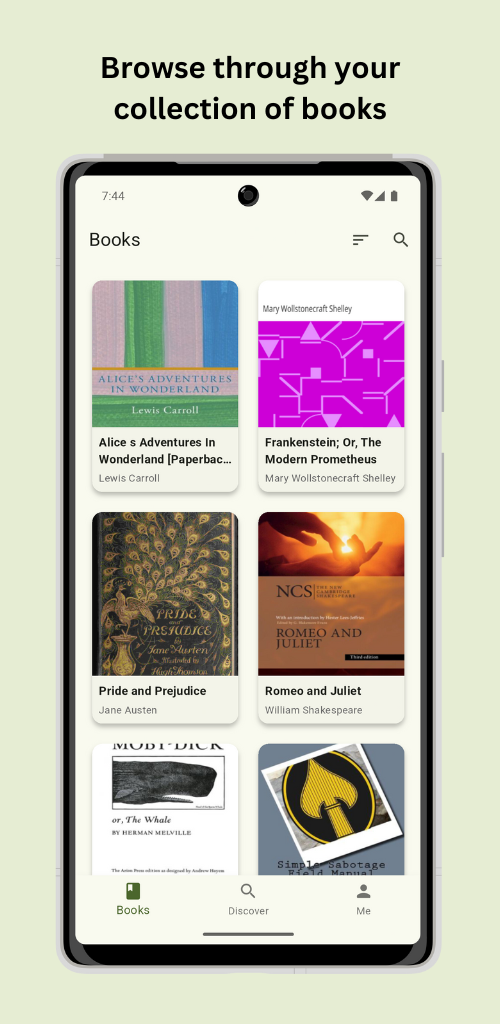 Browse through your
collection of books
7:44
Books
Mary Wollstonecraft Shelley
ALICE'S ADVENTURES
IN WONDERLAND
Lewis Carroll
Alice s Adventures In
Wonderland [Paperbac…
Lewis Carroll
Frankenstein; Or, The
Modern Prometheus
Mary Wollstonecraft Shelley
PRIDE
and
PREJUDICE
by
Jane Austen
Illustrated by
Hugh Thomson
NCS THE NEW
CAMBRIDGE
SHAKESPEARE
With an introduction by
ROMEO AND
JULIET
Third edition
Pride and Prejudice
Jane Austen
Romeo and Juliet
William Shakespeare
MOBY-DICK
or, The Whale
BY HERMAN MELVILLE
The Arion Press edition as designed by Andrew Hoyem
Simple Sabotage
Field Manual
Books
Discover
Me